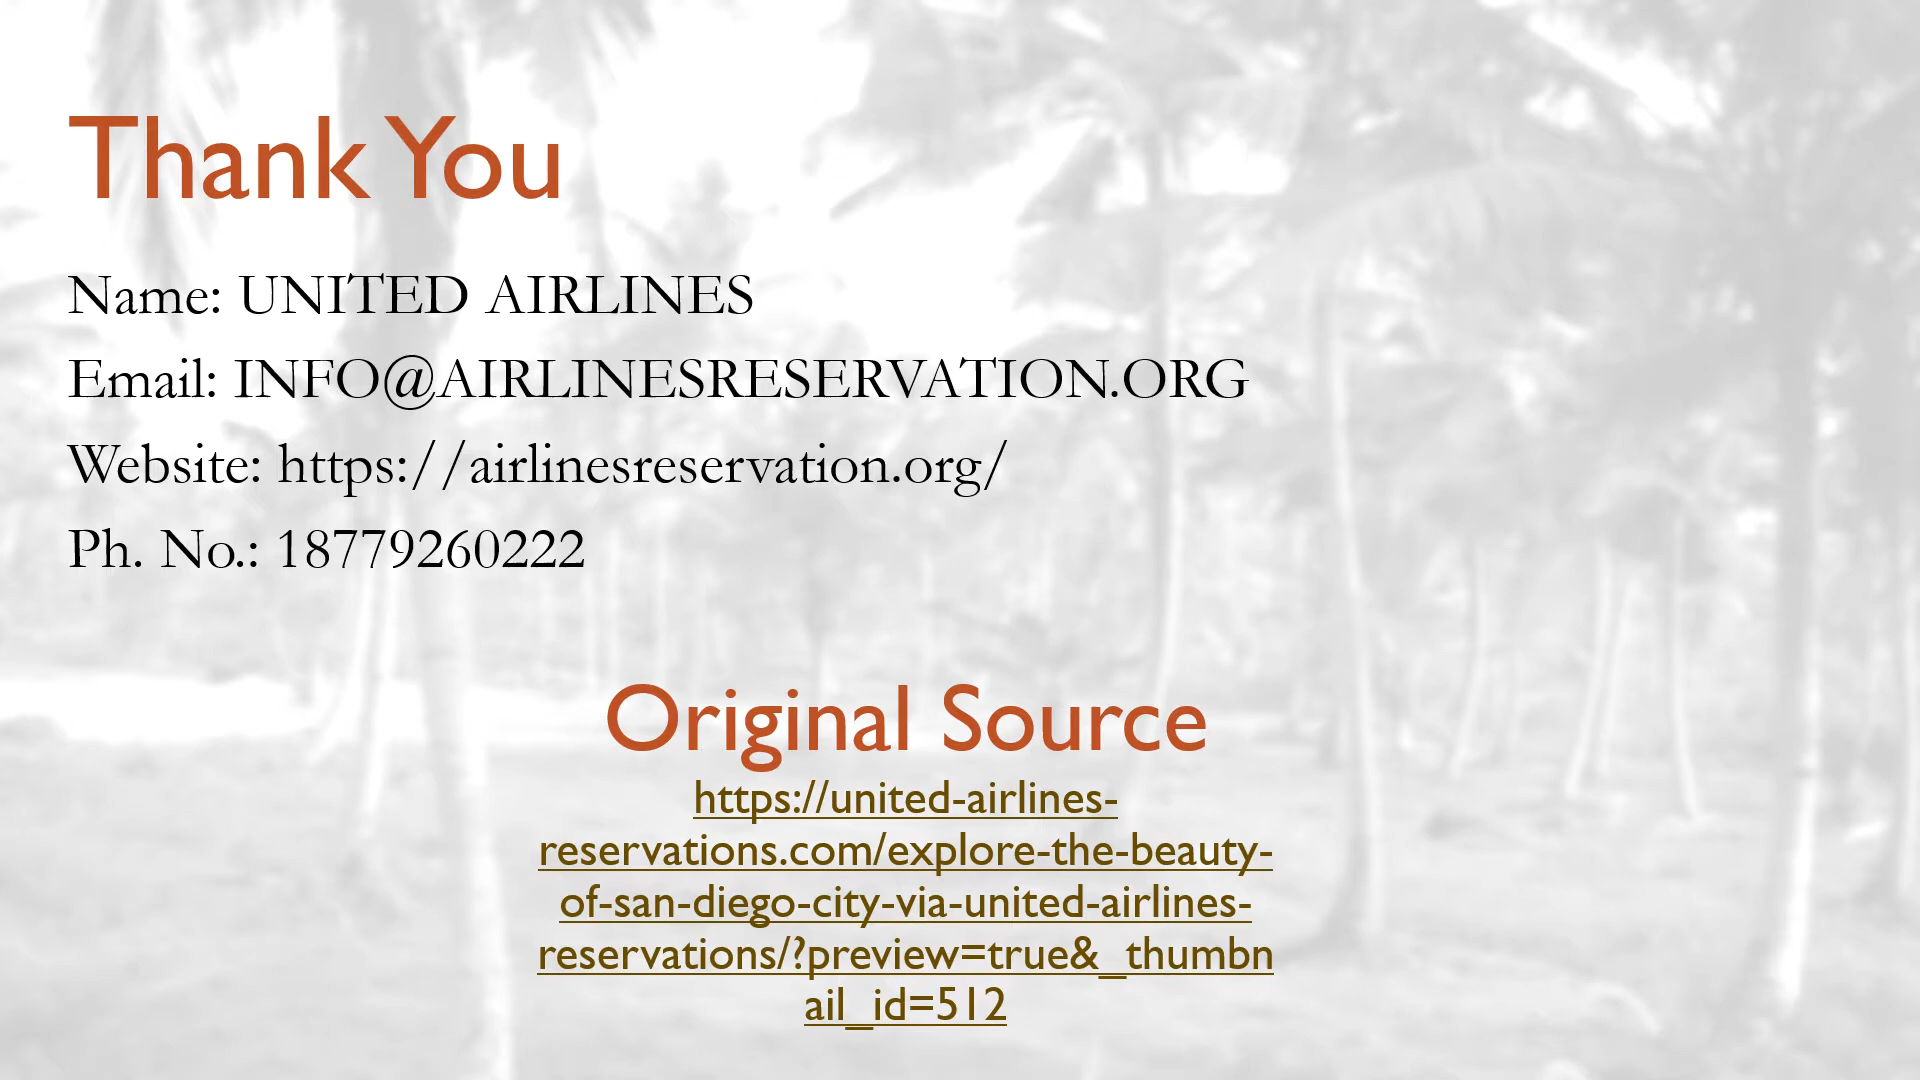 Thank You
Name: UNITED AIRLINES
Email: INFO@AIRLINESRESERVATION.ORG
Website: https://airlinesreservation.org/
Ph. No.: 18779260222
Original Source
https://united-airlines-
reservations.com/explore-the-beauty-
of-san-diego-city-via-united-airlines-
reservations/?preview=true&_thumbn
ail_id=512